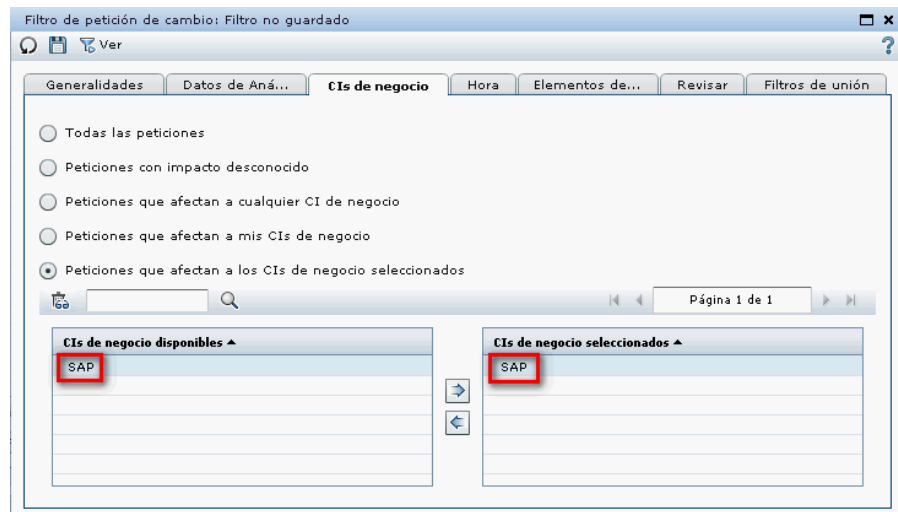 Filtro de petición de cambio: Filtro no guardado
Ver
Generalidades Datos de Aná... CIs de negocio Hora Elementos de... Revisar Filtros de unión
Todas las peticiones
Peticiones con impacto desconocido
Peticiones que afectan a cualquier CI de negocio
Peticiones que afectan a mis CIs de negocio
Peticiones que afectan a los CIs de negocio seleccionados
Página 1 de 1
CIs de negocio disponibles CIs de negocio seleccionados
SAP SAP